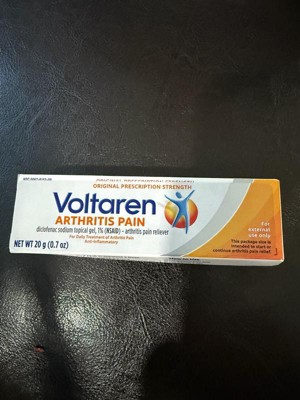 ORIGINAL PRESCRIPTION STRENGTH
Voltaren
ARTHRITIS PAIN
diclofenac sodium topical gel, 1% (NSAID) – arthritis pain reliever
For Daily Treatment of Arthritis Pain
Anti-inflammatory
NET WT 20 g (0.7 oz)
For
external
use only
This package size is
intended to start or
continue arthritis pain relief.